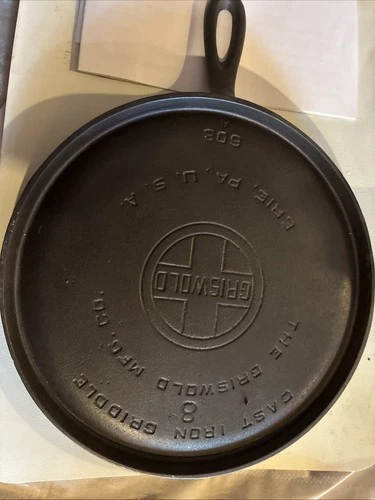 8
CAST IRON GRIDDLE
THE GRISWOLD MFG. CO.
GRISWOLD
ERIE, PA., U. S. A.
608